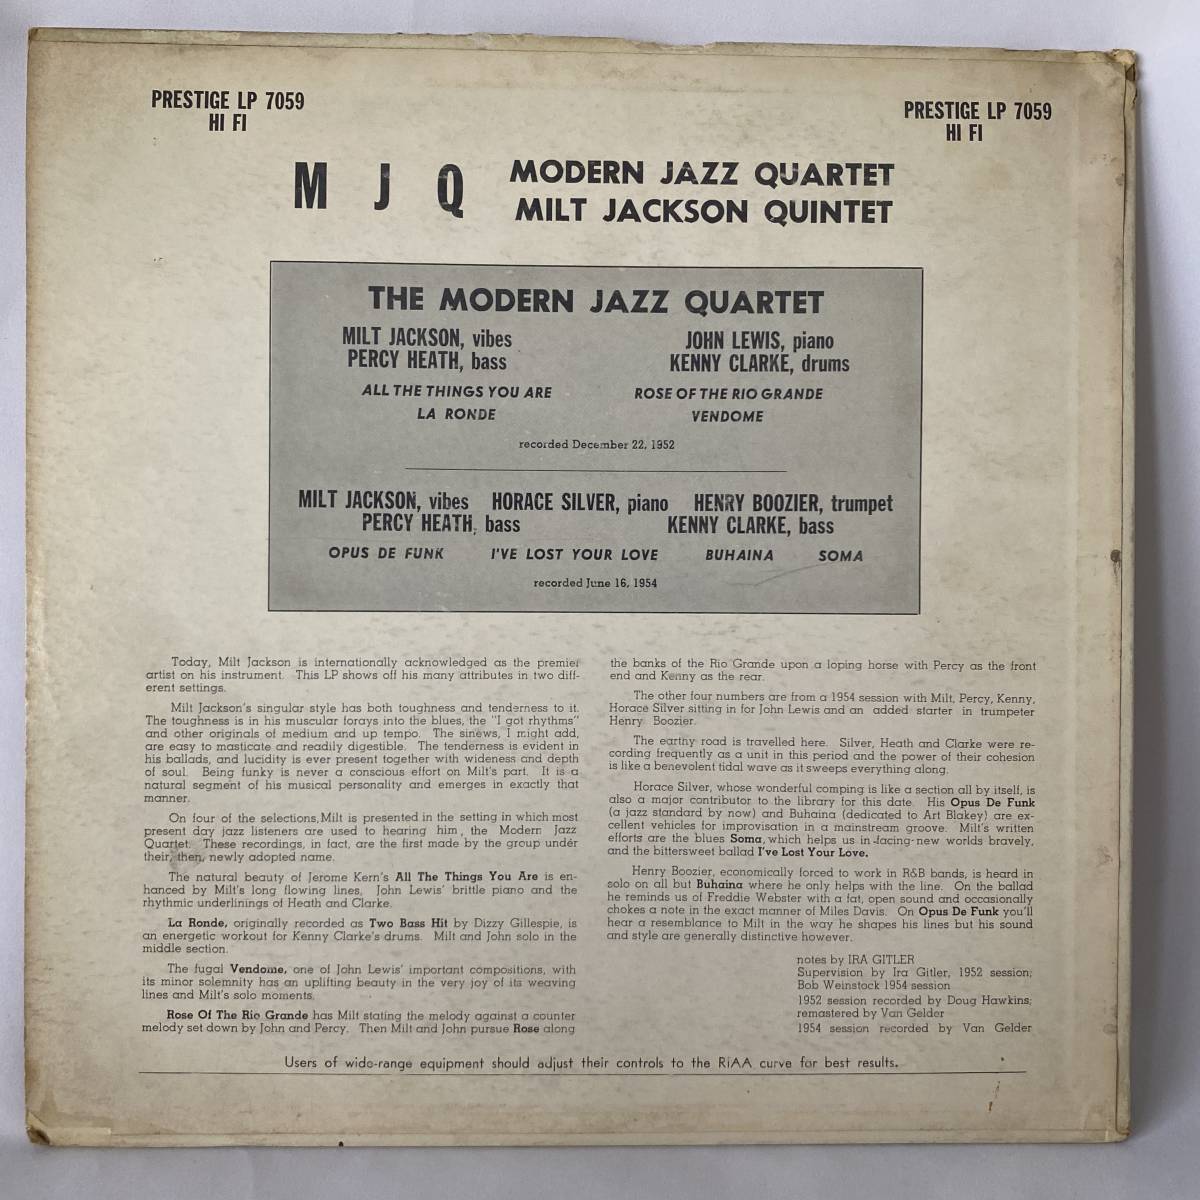 PRESTIGE LP 7059
HI FI
PRESTIGE LP 7059
HI FI
M J Q
MODERN JAZZ QUARTET
MILT JACKSON QUINTET
THE MODERN JAZZ QUARTET
MILT JACKSON, vibes JOHN LEWIS, piano
PERCY HEATH, bass KENNY CLARKE, drums
ALL THE THINGS YOU ARE ROSE OF THE RIO GRANDE
LA RONDE VENDOME
recorded December 22, 1952
MILT JACKSON, vibes HORACE SILVER, piano HENRY BOOZIER, trumpet
PERCY HEATH, bass KENNY CLARKE, bass
OPUS DE FUNK I'VE LOST YOUR LOVE BUHAINA SOMA
recorded June 16, 1954
Today, Milt Jackson is internationally acknowledged as the premier
artist on his instrument. This LP shows off his many attributes in two diff-
erent settings.
Milt Jackson's singular style has both toughness and tenderness to it.
The toughness is in his muscular forays into the blues, the "I got rhythms"
and other originals of medium and up tempo. The sinews, I might add,
are easy to masticate and readily digestible. The tenderness is evident in
his ballads, and lucidity is ever present together with wideness and depth
of soul. Being funky is never a conscious effort on Milt's part. It is a
natural segment of his musical personality and emerges in exactly that
manner.
On four of the selections, Milt is presented in the setting in which most
present day jazz listeners are used to hearing him, the Modern Jazz
Quartet. These recordings, in fact, are the first made by the group under
their, then, newly adopted name.
The natural beauty of Jerome Kern's All The Things You Are is en-
hanced by Milt's long flowing lines, John Lewis' brittle piano and the
rhythmic underlinings of Heath and Clarke.
La Ronde, originally recorded as Two Bass Hit by Dizzy Gillespie, is
an energetic workout for Kenny Clarke's drums. Milt and John solo in the
middle section.
The fugal Vendome, one of John Lewis' important compositions, with
its minor solemnity has an uplifting beauty in the very joy of its weaving
lines and Milt's solo moments.
Rose Of The Rio Grande has Milt stating the melody against a counter
melody set down by John and Percy. Then Milt and John pursue Rose along
the banks of the Rio Grande upon a loping horse with Percy as the front
end and Kenny as the rear.
The other four numbers are from a 1954 session with Milt, Percy, Kenny,
Horace Silver sitting in for John Lewis and an added starter in trumpeter
Henry Boozier.
The earthy road is travelled here. Silver, Heath and Clarke were re-
cording frequently as a unit in this period and the power of their cohesion
is like a benevolent tidal wave as it sweeps everything along.
Horace Silver, whose wonderful comping is like a section all by itself, is
also a major contributor to the library for this date. His Opus De Funk
(a jazz standard by now) and Buhaina (dedicated to Art Blakey) are ex-
cellent vehicles for improvisation in a mainstream groove. Milt's written
efforts are the blues Soma, which helps us in facing new worlds bravely,
and the bittersweet ballad I've Lost Your Love.
Henry Boozier, economically forced to work in R&B bands, is heard in
solo on all but Buhaina where he only helps with the line. On the ballad
he reminds us of Freddie Webster with a fat, open sound and occasionally
chokes a note in the exact manner of Miles Davis. On Opus De Funk you'll
hear a resemblance to Milt in the way he shapes his lines but his sound
and style are generally distinctive however.
notes by IRA GITLER
Supervision by Ira Gitler, 1952 session;
Bob Weinstock 1954 session
1952 session recorded by Doug Hawkins;
remastered by Van Gelder
1954 session recorded by Van Gelder
Users of wide-range equipment should adjust their controls to the RIAA curve for best results.